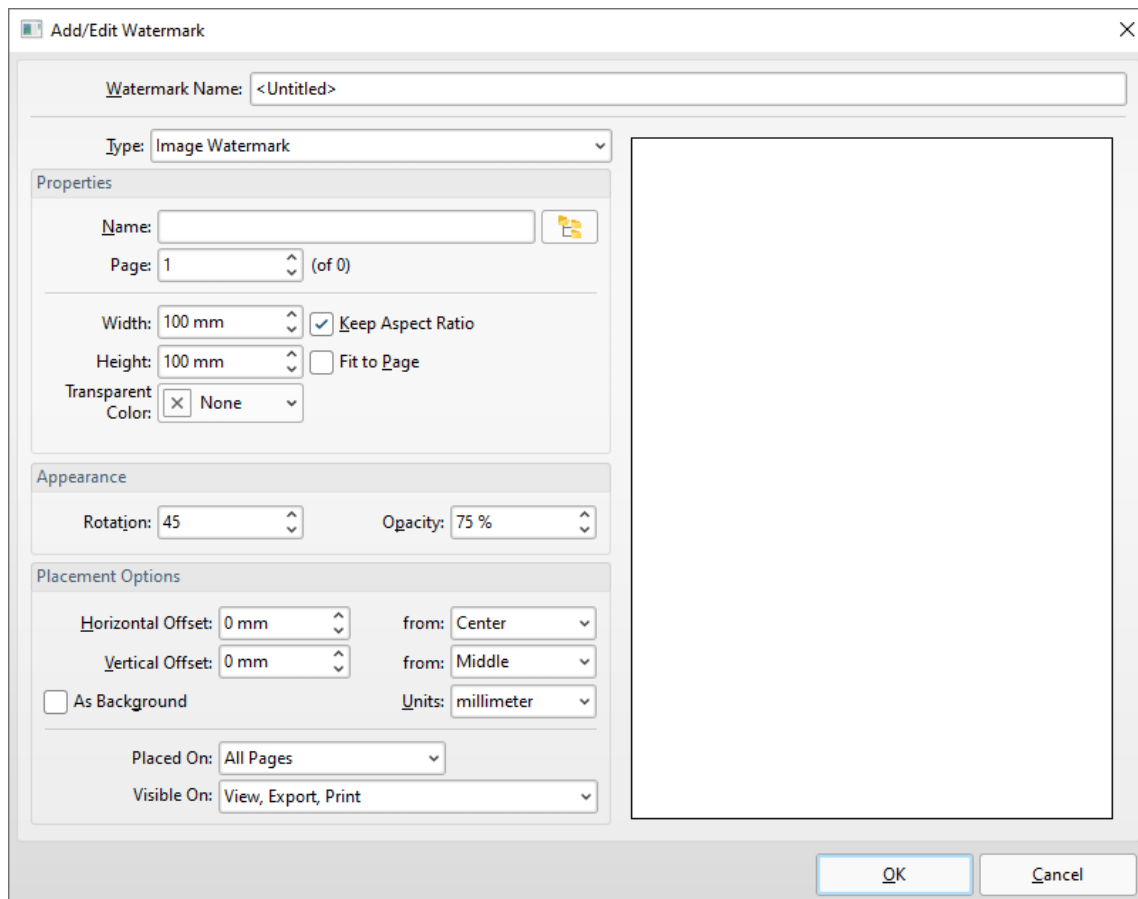 Add/Edit Watermark
Watermark Name: <Untitled>
Type: Image Watermark
Properties
Name:
Page: 1 (of 0)
Width: 100 mm Keep Aspect Ratio
Height: 100 mm Fit to Page
Transparent
Color: None
Appearance
Rotation: 45 Opacity: 75 %
Placement Options
Horizontal Offset: 0 mm from: Center
Vertical Offset: 0 mm from: Middle
As Background Units: millimeter
Placed On: All Pages
Visible On: View, Export, Print
OK Cancel